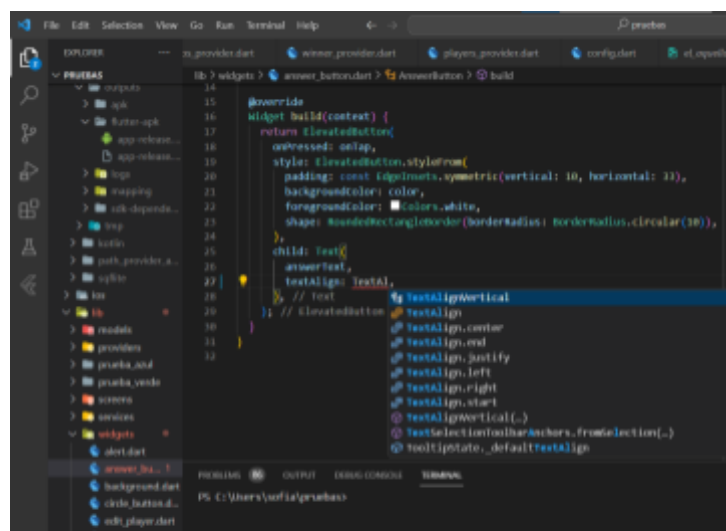 File Edit Selection View Go Run Terminal Help
pruebas
EXPLORER
s_provider.dart winner_provider.dart players_provider.dart config.dart
PRUEBAS
lib > widgets > answer_button.dart > AnswerButton > build
outputs
apk
flutter-apk
app-release...
app-release...
logs
mapping
sdk-depende...
tmp
kotlin
path_provider_a...
sqflite
ios
lib
models
providers
prueba_azul
prueba_verde
screens
services
widgets
alert.dart
answer_bu... 1
background.dart
circle_button.d...
edit_player.dart
14
15 @override
16 Widget build(context) {
17 return ElevatedButton(
18 onPressed: onTap,
19 style: ElevatedButton.styleFrom(
20 padding: const EdgeInsets.symmetric(vertical: 10, horizontal: 33),
21 backgroundColor: color,
22 foregroundColor: Colors.white,
23 shape: RoundedRectangleBorder(borderRadius: BorderRadius.circular(10)),
24 ),
25 child: Text(
26 answerText,
27 textAlign: TextAl,
28 ), // Text
29 ); // ElevatedButton
30 }
31 }
32
TextAlignVertical
TextAlign
TextAlign.center
TextAlign.end
TextAlign.justify
TextAlign.left
TextAlign.right
TextAlign.start
TextAlignVertical(…)
TextSelectionToolbarAnchors.fromSelection(…)
TooltipState._defaultTextAlign
PROBLEMS 86 OUTPUT DEBUG CONSOLE TERMINAL
PS C:\Users\sofia\pruebas>